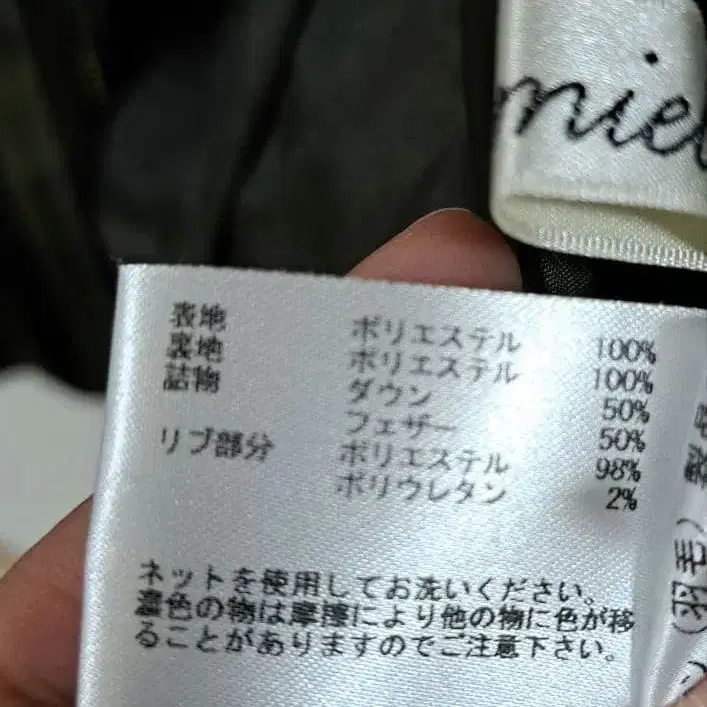 miel
表地 ポリエステル 100%
裏地 ポリエステル 100%
詰物 ダウン 50%
フェザー 50%
リブ部分 ポリエステル 98%
ポリウレタン 2%
ネットを使用してお洗いください。
濃色の物は摩擦により他の物に色が移
ることがありますのでご注意下さい。
(羽毛)